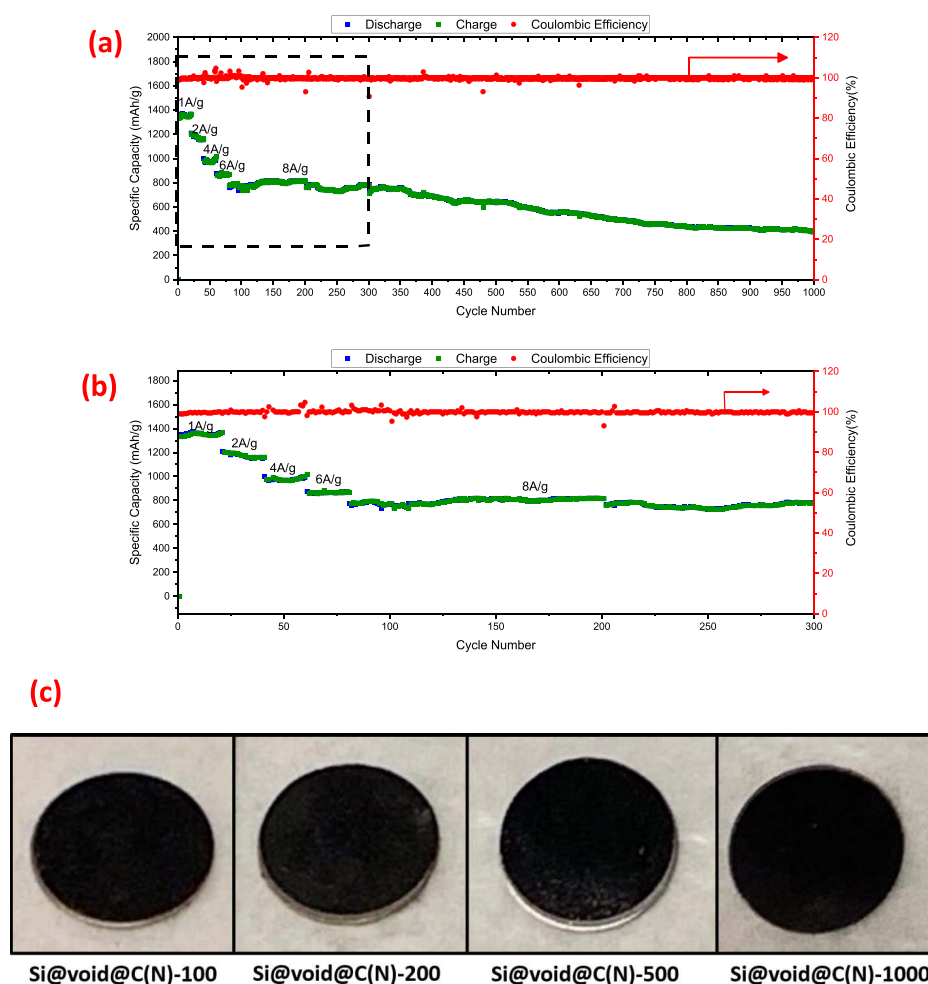 Discharge Charge Coulombic Efficiency
(a)
Specific Capacity (mAh/g)
2000
1800
1600
1400
1200
1000
800
600
400
200
0
1A/g
2A/g
4A/g
6A/g
8A/g
120
100
80
60
40
20
0
Coulombic Efficiency(%)
0 50 100 150 200 250 300 350 400 450 500 550 600 650 700 750 800 850 900 950 1000
Cycle Number
Discharge Charge Coulombic Efficiency
(b)
Specific Capacity (mAh/g)
1800
1600
1400
1200
1000
800
600
400
200
0
1A/g
2A/g
4A/g
6A/g
8A/g
120
100
80
60
40
20
0
Coulombic Efficiency(%)
0 50 100 150 200 250 300
Cycle Number
(c)
Si@void@C(N)-100 Si@void@C(N)-200 Si@void@C(N)-500 Si@void@C(N)-1000